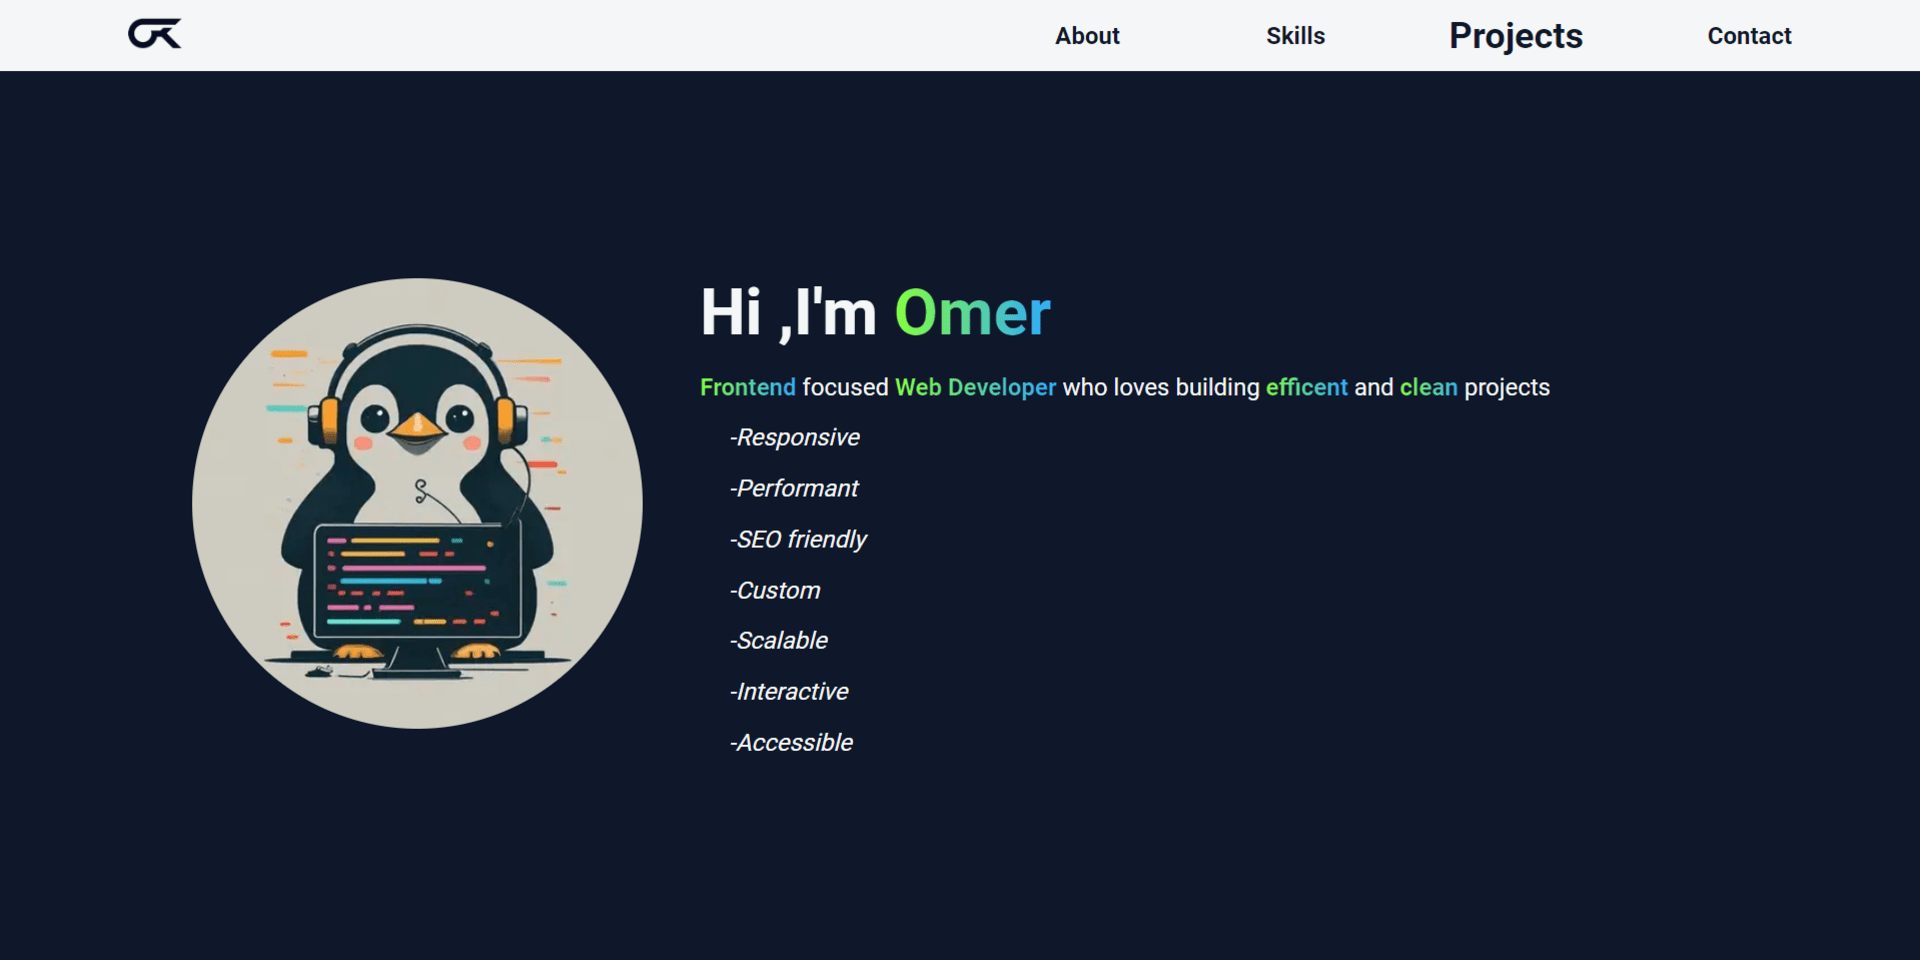 About Skills Projects Contact
Hi ,I'm Omer
Frontend focused Web Developer who loves building efficent and clean projects
-Responsive
-Performant
-SEO friendly
-Custom
-Scalable
-Interactive
-Accessible